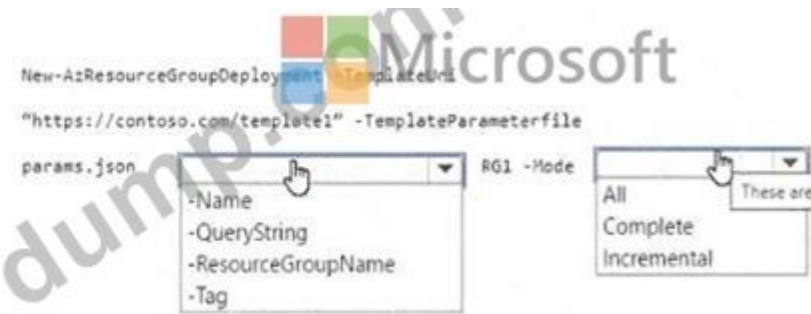 Microsoft
New-AzResourceGroupDeployment -TemplateUri
"https://contoso.com/template1" -TemplateParameterfile
params.json
RG1 -Mode
-Name
-QueryString
-ResourceGroupName
-Tag
All
Complete
Incremental
These are
dump.com